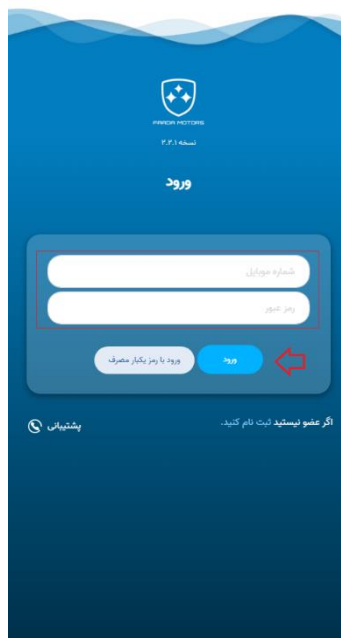 PARDA MOTORS
نسخه ۳.۳.۱
ورود
شماره موبایل
رمز عبور
ورود
ورود با رمز یکبار مصرف
اگر عضو نیستید ثبت نام کنید.
پشتیبانی